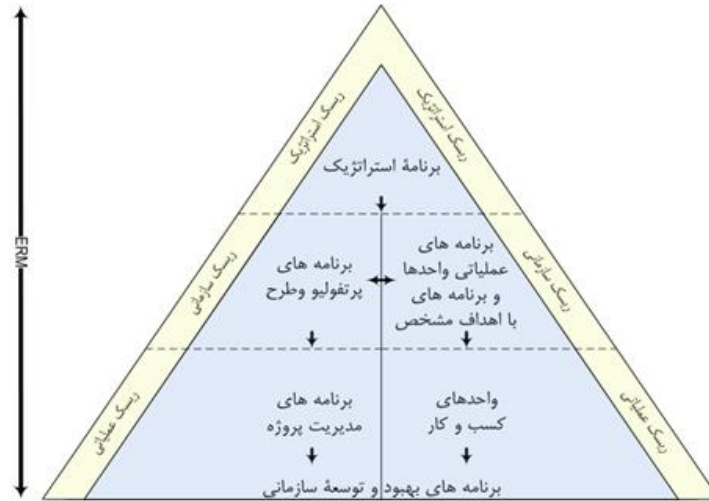 ریسک استراتژیک
ریسک استراتژیک
برنامهٔ استراتژیک
ERM
ریسک سازمانی
ریسک سازمانی
برنامه های
عملیاتی واحدها
و برنامه های
با اهداف مشخص
برنامه های
پرتفولیو وطرح
ریسک عملیاتی
ریسک عملیاتی
واحدهای
کسب و کار
برنامه های
مدیریت پروژه
برنامه های بهبود و توسعهٔ سازمانی